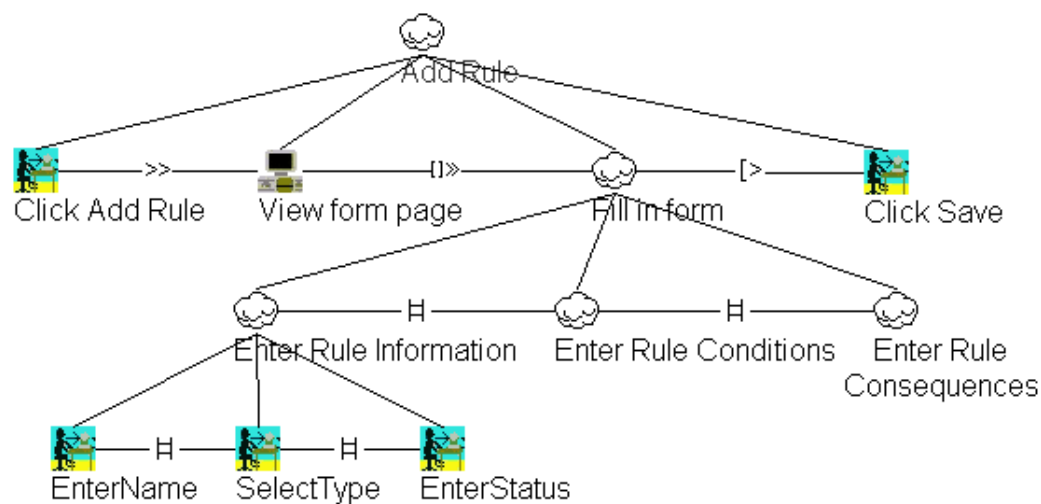 Add Rule
>> []» [>
Click Add Rule View form page Fill in form Click Save
|=| |=|
Enter Rule Information Enter Rule Conditions Enter Rule
Consequences
|=| |=|
EnterName SelectType EnterStatus